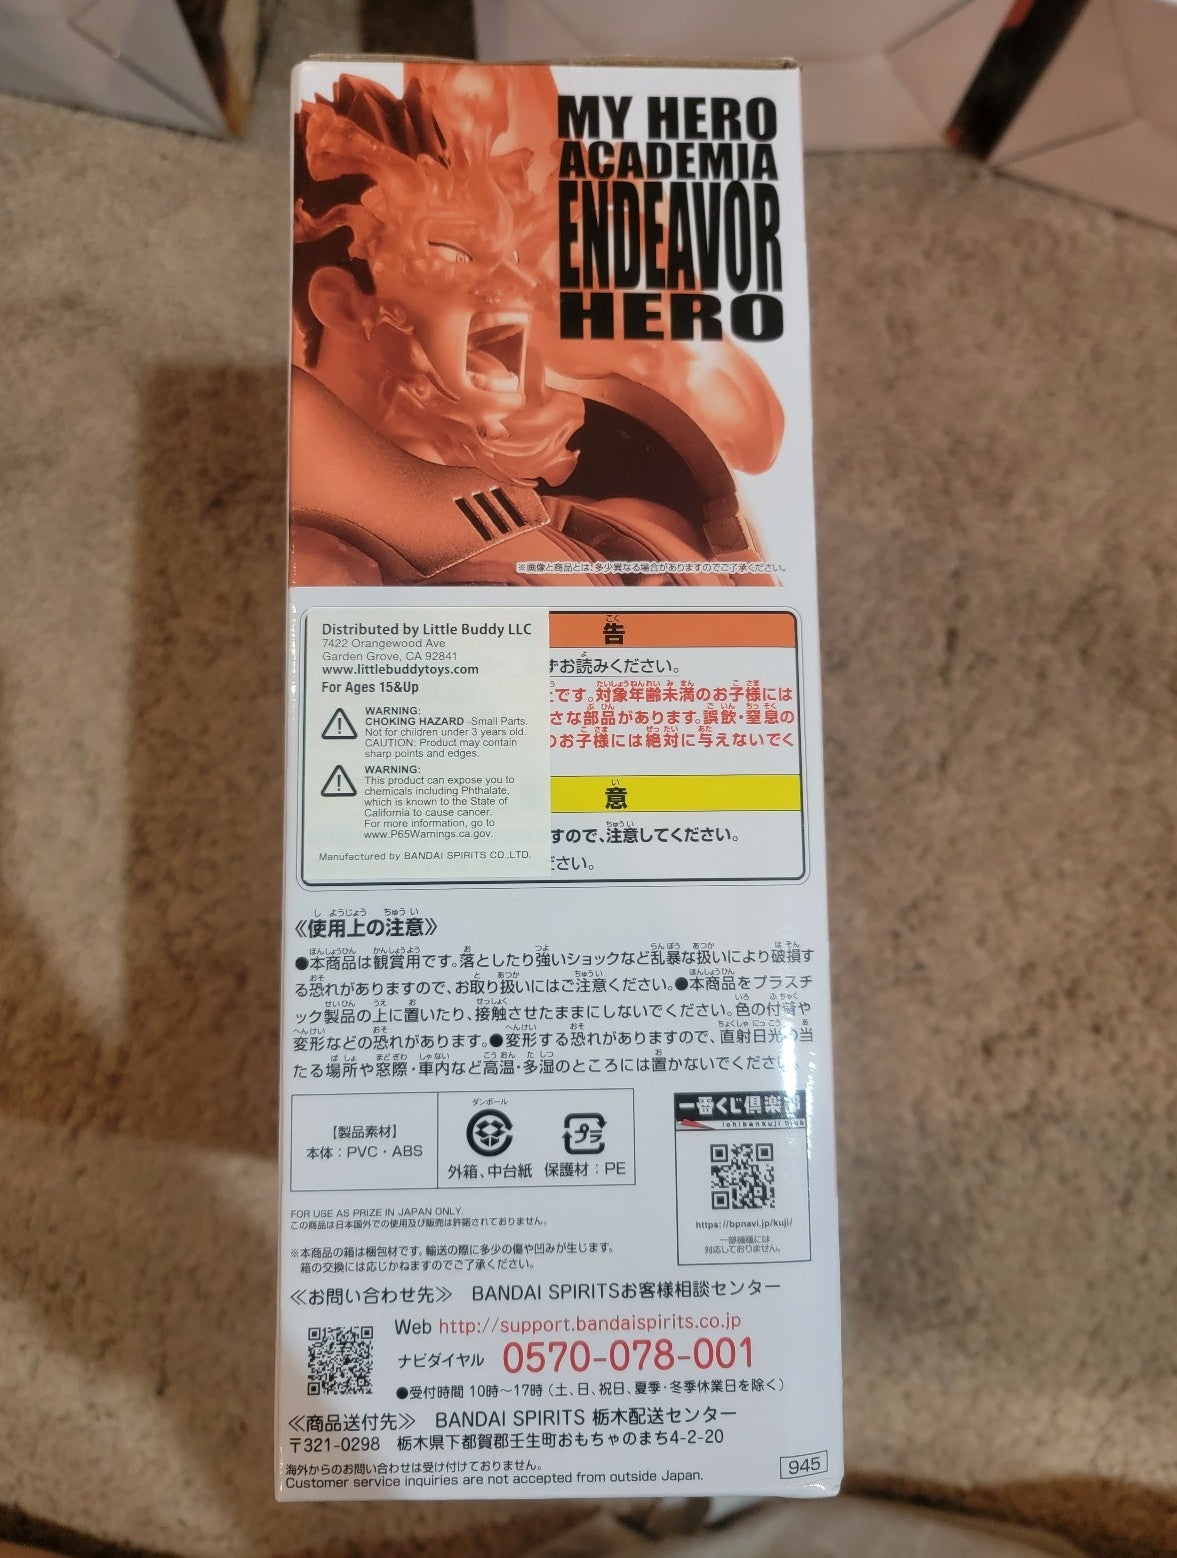 MY HERO
ACADEMIA
ENDEAVOR
HERO
※画像と商品とは、多少異なる場合がありますのでご了承ください。
Distributed by Little Buddy LLC
7422 Orangewood Ave
Garden Grove, CA 92841
www.littlebuddytoys.com
For Ages 15&Up
WARNING:
CHOKING HAZARD -Small Parts.
Not for children under 3 years old.
CAUTION: Product may contain
sharp points and edges.
WARNING:
This product can expose you to
chemicals including Phthalate,
which is known to the State of
California to cause cancer.
For more information, go to
www.P65Warnings.ca.gov.
Manufactured by BANDAI SPIRITS CO.,LTD.
告
お読みください。
です。対象年齢未満のお子様には
さな部品があります。誤飲・窒息の
のお子様には絶対に与えないでく
意
すので、注意してください。
ださい。
《使用上の注意》
●本商品は観賞用です。落としたり強いショックなど乱暴な扱いにより破損す
る恐れがありますので、お取り扱いにはご注意ください。●本商品をプラスチ
ック製品の上に置いたり、接触させたままにしないでください。色の付着や
変形などの恐れがあります。●変形する恐れがありますので、直射日光の当
たる場所や窓際・車内など高温・多湿のところには置かないでくださ
【製品素材】
本体：PVC・ABS
ダンボール
外箱、中台紙
プラ
保護材：PE
一番くじ倶楽部
ichibankuji club
https://bpnavi.jp/kuji/
一部機種には
対応しておりません。
FOR USE AS PRIZE IN JAPAN ONLY.
この商品は日本国外での使用及び販売は許諾されておりません。
※本商品の箱は梱包材です。輸送の際に多少の傷や凹みが生じます。
箱の交換には応じかねますのでご了承ください。
≪お問い合わせ先≫ BANDAI SPIRITSお客様相談センター
Web http://support.bandaispirits.co.jp
ナビダイヤル 0570-078-001
●受付時間 10時〜17時（土、日、祝日、夏季・冬季休業日を除く）
≪商品送付先≫ BANDAI SPIRITS 栃木配送センター
〒321-0298 栃木県下都賀郡壬生町おもちゃのまち4-2-20
海外からのお問い合わせは受け付けておりません。
Customer service inquiries are not accepted from outside Japan.
945